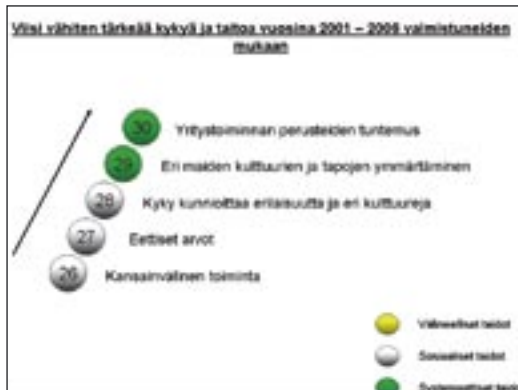 Viisi vähiten tärkeää kykyä ja taitoa vuosina 2001 – 2006 valmistuneiden
mukaan
30 Yritystoiminnan perusteiden tuntemus
29 Eri maiden kulttuurien ja tapojen ymmärtäminen
28 Kyky kunnioittaa erilaisuutta ja eri kulttuureja
27 Eettiset arvot
26 Kansainvälinen toiminta
Välineelliset taidot
Sosiaaliset taidot
Systemaattiset taidot